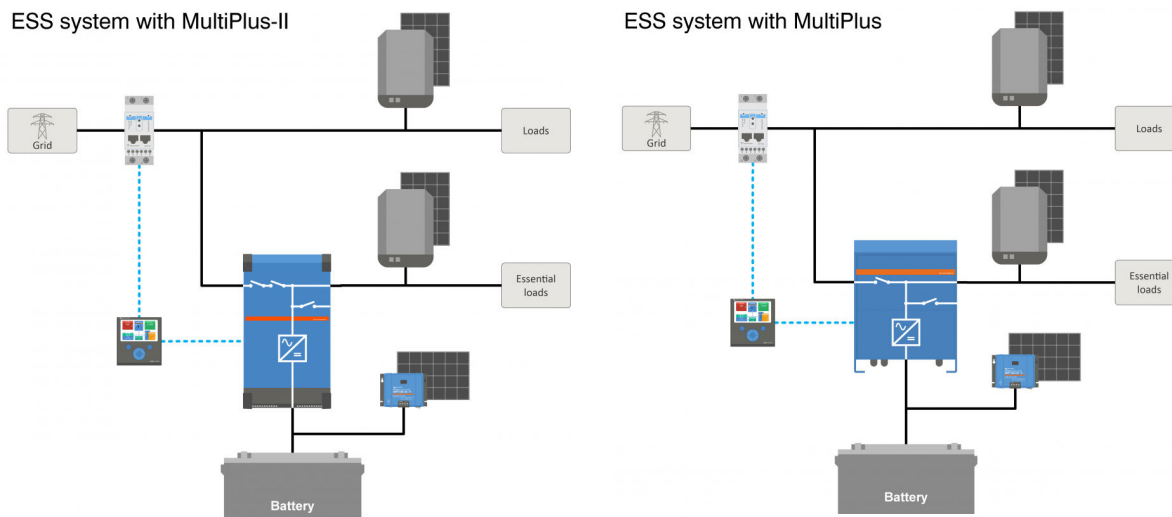 ESS system with MultiPlus-II
Grid
Loads
Essential
loads
Battery
ESS system with MultiPlus
Grid
Loads
Essential
loads
Battery